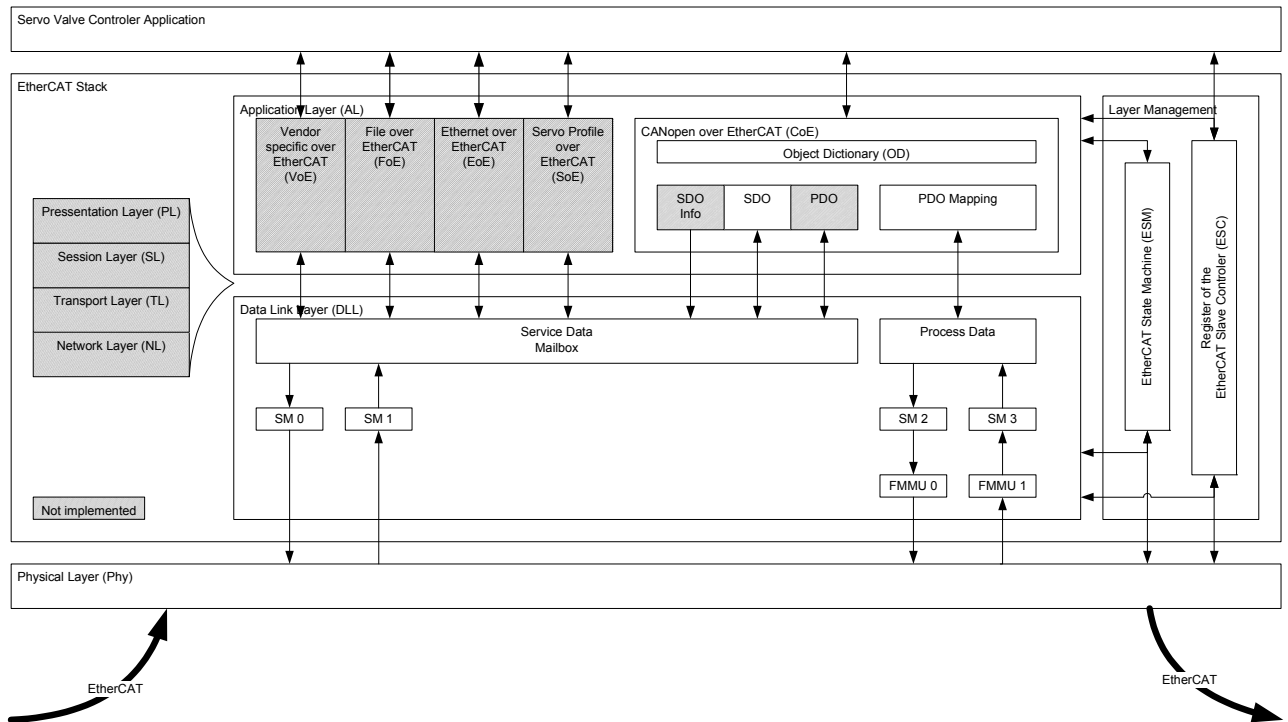 Servo Valve Controler Application
EtherCAT Stack
Application Layer (AL)
Layer Management
Vendor
specific over
EtherCAT
(VoE)
File over
EtherCAT
(FoE)
Ethernet over
EtherCAT
(EoE)
Servo Profile
over
EtherCAT
(SoE)
CANopen over EtherCAT (CoE)
Object Dictionary (OD)
SDO
Info
SDO
PDO
PDO Mapping
Pressentation Layer (PL)
Session Layer (SL)
Transport Layer (TL)
Network Layer (NL)
EtherCAT State Machine (ESM)
Register of the
EtherCAT Slave Controler (ESC)
Data Link Layer (DLL)
Service Data
Mailbox
Process Data
SM 0
SM 1
SM 2
SM 3
FMMU 0
FMMU 1
Not implemented
Physical Layer (Phy)
EtherCAT
EtherCAT